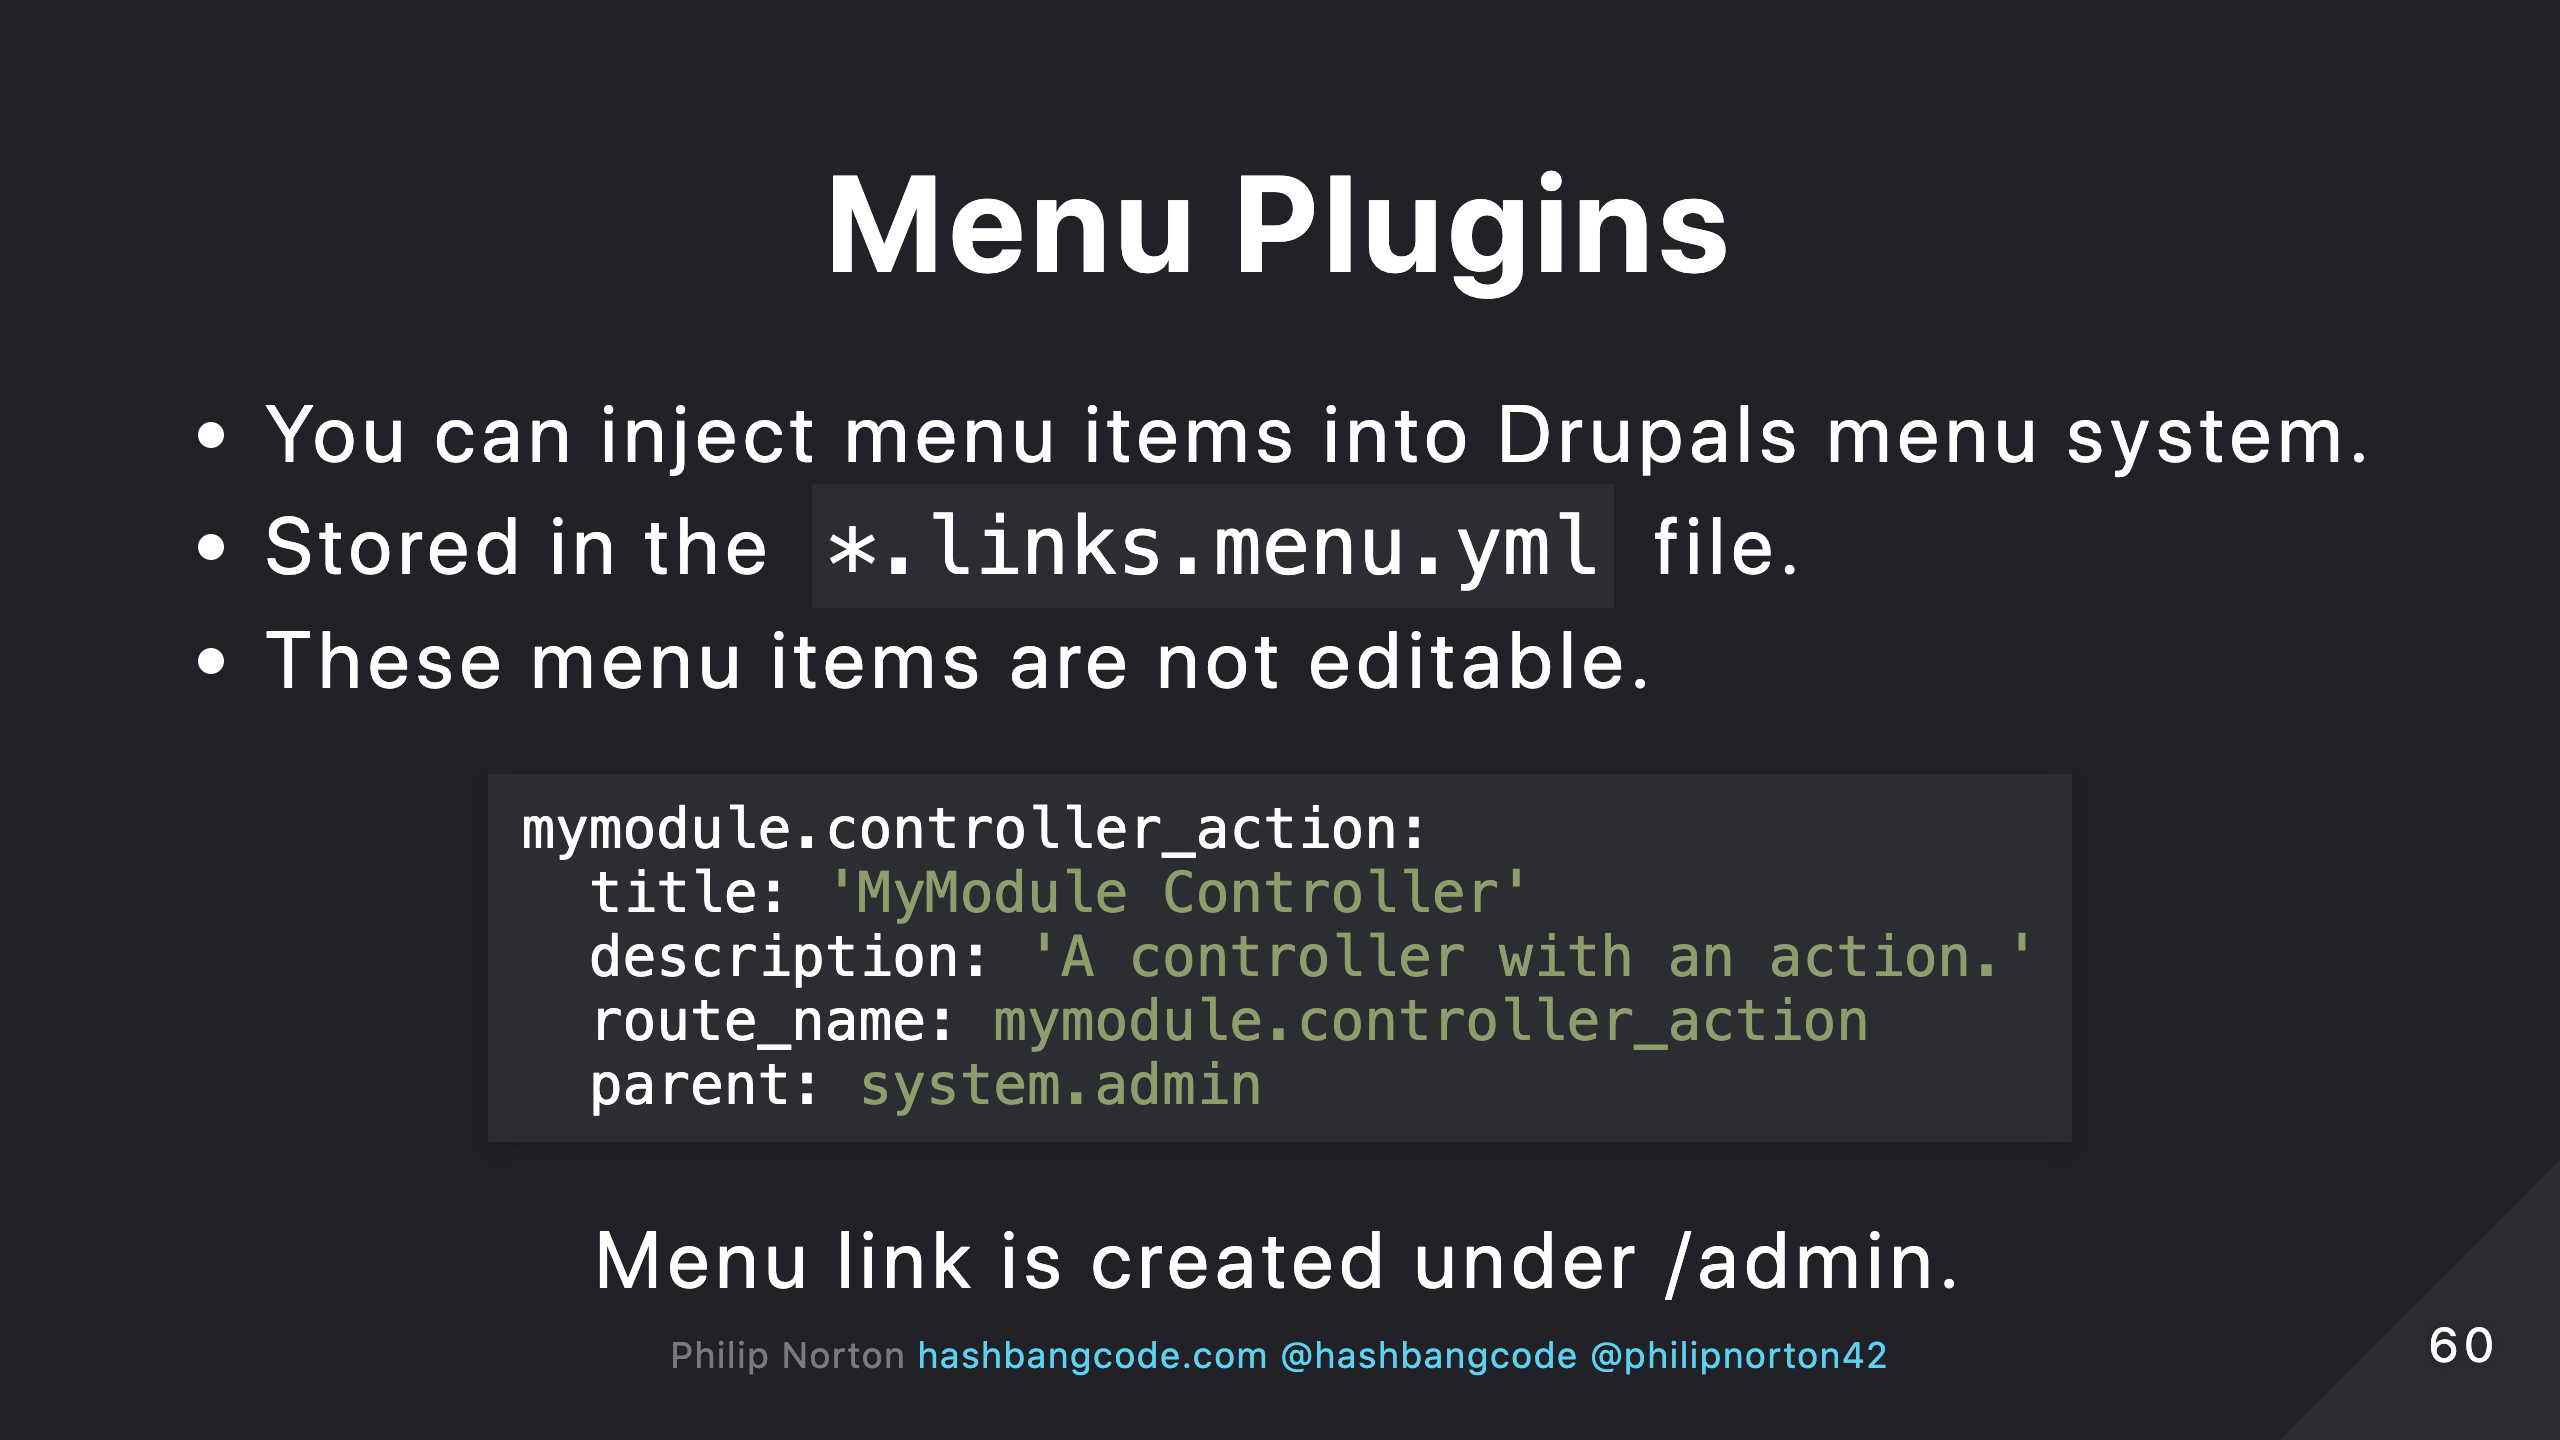 Menu Plugins
• You can inject menu items into Drupals menu system.
• Stored in the *.links.menu.yml file.
• These menu items are not editable.
mymodule.controller_action:
  title: 'MyModule Controller'
  description: 'A controller with an action.'
  route_name: mymodule.controller_action
  parent: system.admin
Menu link is created under /admin.
Philip Norton hashbangcode.com @hashbangcode @philipnorton42
60